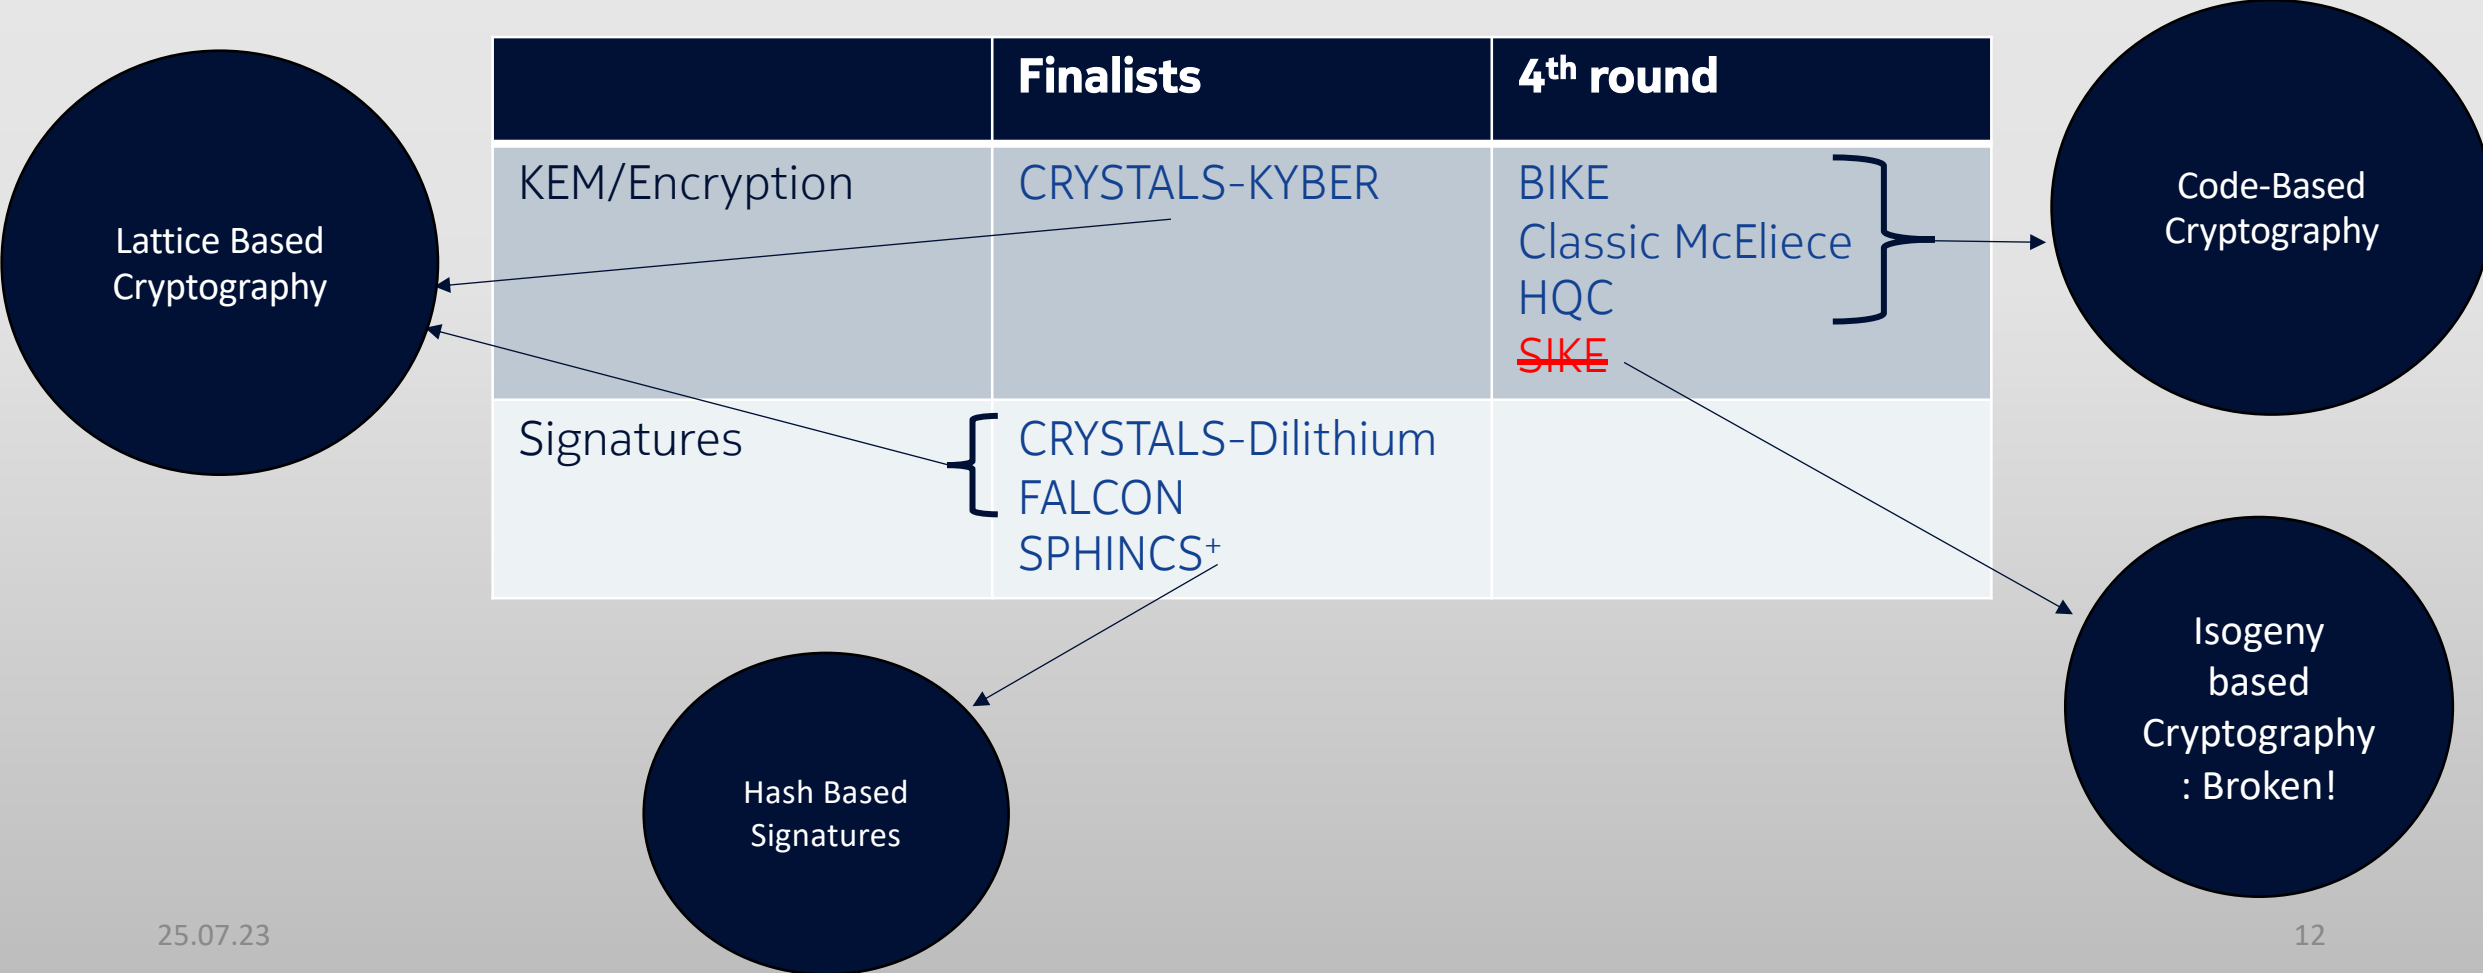 Finalists
4th round
KEM/Encryption
CRYSTALS-KYBER
BIKE
Classic McEliece
HQC
SIKE
Signatures
CRYSTALS-Dilithium
FALCON
SPHINCS+
Lattice Based
Cryptography
Code-Based
Cryptography
Isogeny
based
Cryptography
: Broken!
Hash Based
Signatures
25.07.23
12